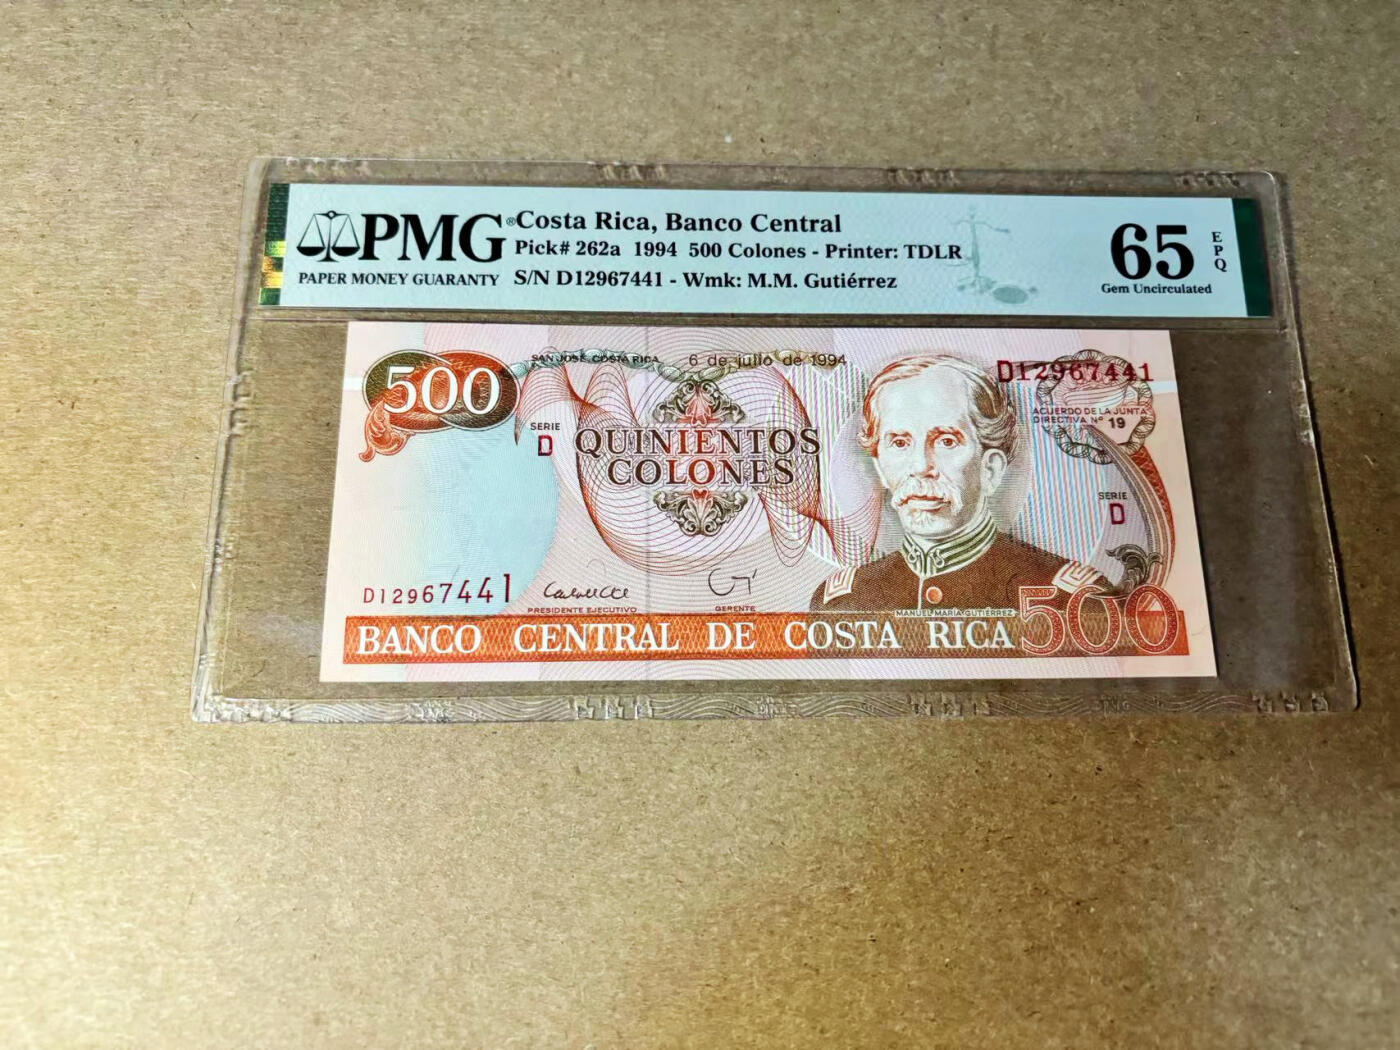 PMG®
PAPER MONEY GUARANTY
Costa Rica, Banco Central
Pick# 262a 1994 500 Colones - Printer: TDLR
S/N D12967441 - Wmk: M.M. Gutiérrez
65
EPQ
Gem Uncirculated
500
SAN JOSÉ, COSTA RICA
6 de julio de 1994
D12967441
SERIE
D
QUINIENTOS
COLONES
ACUERDO DE LA JUNTA
DIRECTIVA Nº 19
SERIE
D
D12967441
PRESIDENTE EJECUTIVO
GERENTE
MANUEL MARIA GUTIERREZ
BANCO CENTRAL DE COSTA RICA
500